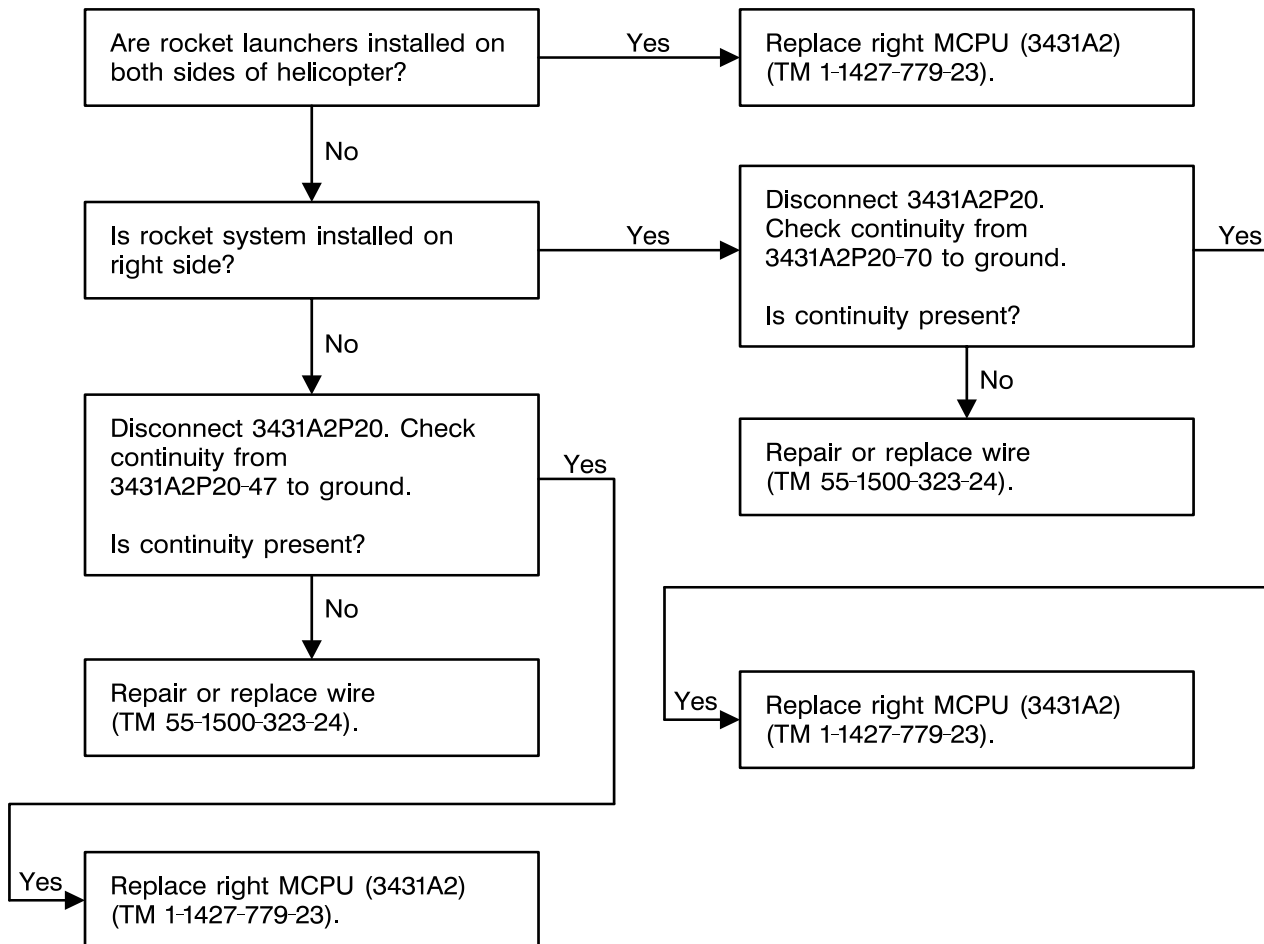 Are rocket launchers installed on
both sides of helicopter?
Yes
Replace right MCPU (3431A2)
(TM 1-1427-779-23).
No
Is rocket system installed on
right side?
Yes
Disconnect 3431A2P20.
Check continuity from
3431A2P20-70 to ground.
Is continuity present?
Yes
No
No
Disconnect 3431A2P20. Check
continuity from
3431A2P20-47 to ground.
Is continuity present?
Yes
Repair or replace wire
(TM 55-1500-323-24).
No
Repair or replace wire
(TM 55-1500-323-24).
Yes
Replace right MCPU (3431A2)
(TM 1-1427-779-23).
Yes
Replace right MCPU (3431A2)
(TM 1-1427-779-23).